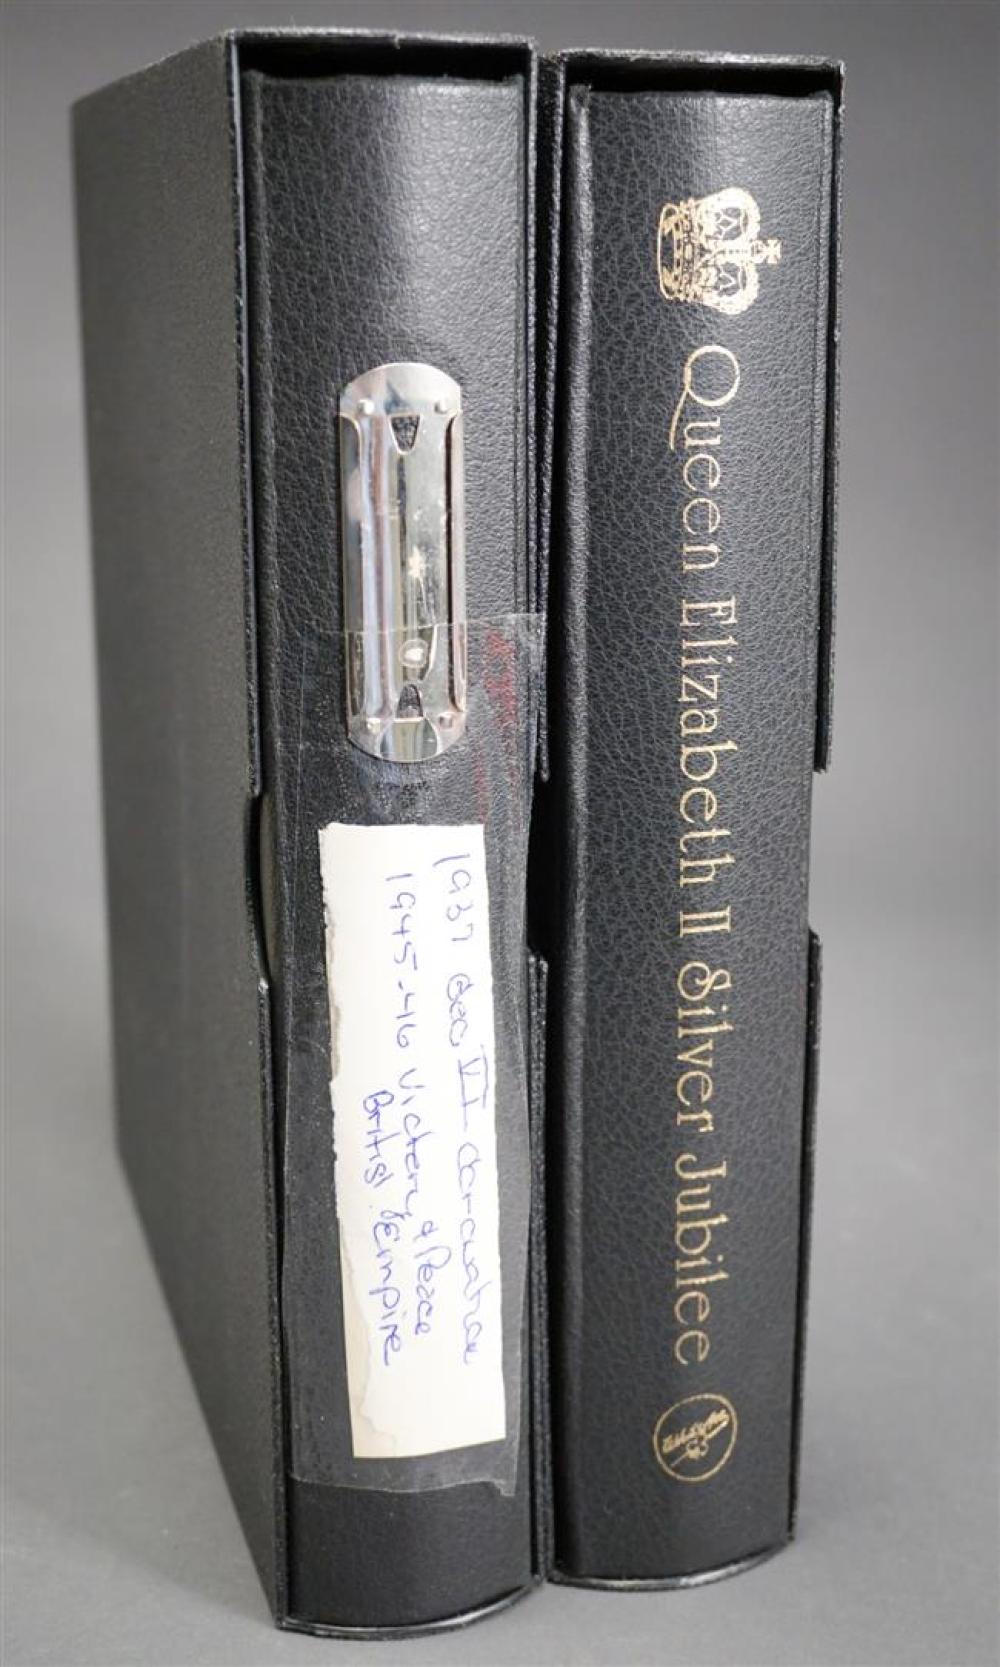 1937 Geo VI Coronation
1945-46 Victory & Peace
British Empire
Queen Elizabeth II Silver Jubilee